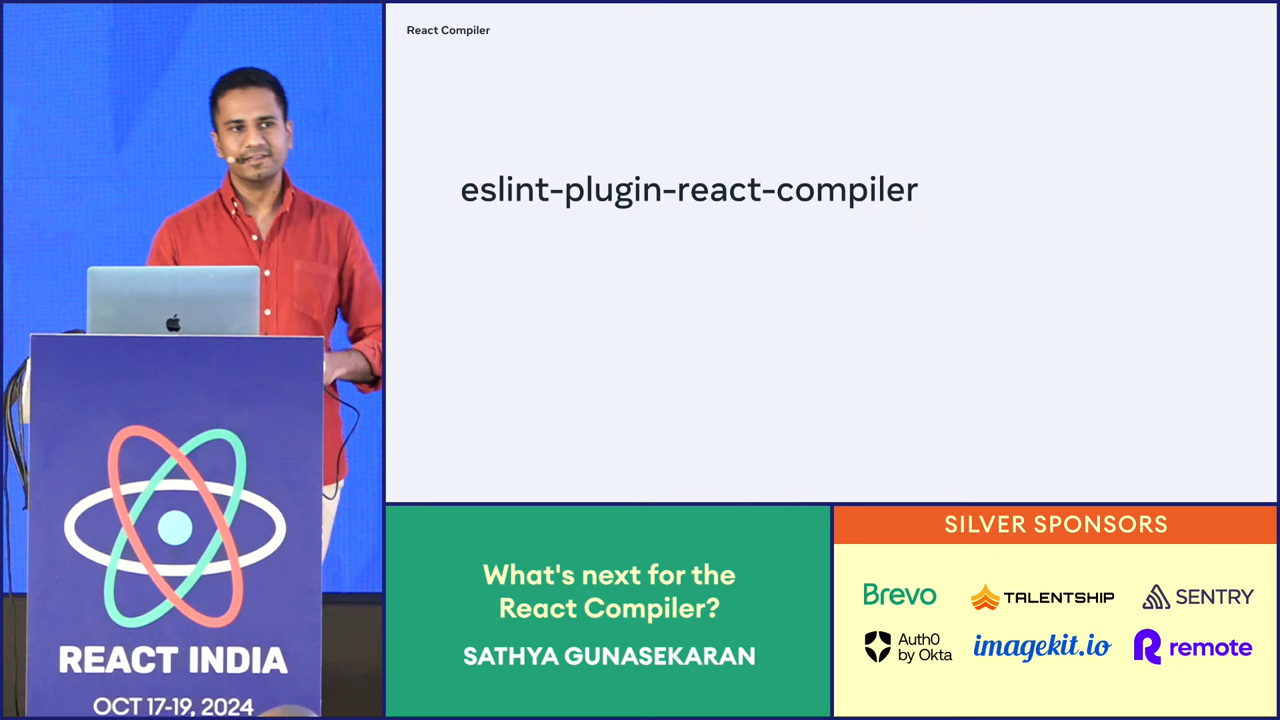 React Compiler
eslint-plugin-react-compiler
REACT INDIA
OCT 17-19, 2024
What's next for the
React Compiler?
SATHYA GUNASEKARAN
SILVER SPONSORS
Brevo
TALENTSHIP
SENTRY
Auth0
by Okta
imagekit.io
remote